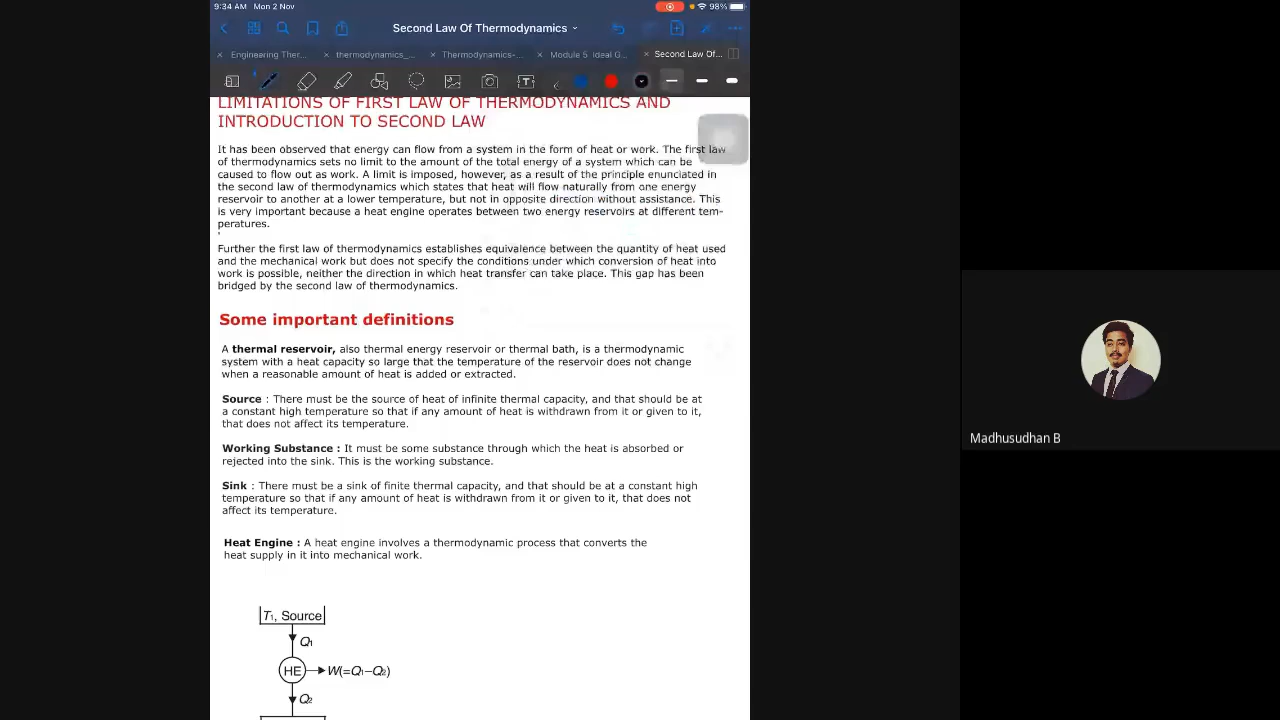 9:34 AM Mon 2 Nov
98%
Second Law Of Thermodynamics
Engineering Ther...
thermodynamics_...
Thermodynamics-...
Module 5 Ideal G...
Second Law Of...
LIMITATIONS OF FIRST LAW OF THERMODYNAMICS AND
INTRODUCTION TO SECOND LAW
It has been observed that energy can flow from a system in the form of heat or work. The first law
of thermodynamics sets no limit to the amount of the total energy of a system which can be
caused to flow out as work. A limit is imposed, however, as a result of the principle enunciated in
the second law of thermodynamics which states that heat will flow naturally from one energy
reservoir to another at a lower temperature, but not in opposite direction without assistance. This
is very important because a heat engine operates between two energy reservoirs at different tem-
peratures.
Further the first law of thermodynamics establishes equivalence between the quantity of heat used
and the mechanical work but does not specify the conditions under which conversion of heat into
work is possible, neither the direction in which heat transfer can take place. This gap has been
bridged by the second law of thermodynamics.
Some important definitions
A thermal reservoir, also thermal energy reservoir or thermal bath, is a thermodynamic
system with a heat capacity so large that the temperature of the reservoir does not change
when a reasonable amount of heat is added or extracted.
Source : There must be the source of heat of infinite thermal capacity, and that should be at
a constant high temperature so that if any amount of heat is withdrawn from it or given to it,
that does not affect its temperature.
Working Substance : It must be some substance through which the heat is absorbed or
rejected into the sink. This is the working substance.
Sink : There must be a sink of finite thermal capacity, and that should be at a constant high
temperature so that if any amount of heat is withdrawn from it or given to it, that does not
affect its temperature.
Heat Engine : A heat engine involves a thermodynamic process that converts the
heat supply in it into mechanical work.
T1, Source
Q1
HE
W(=Q1–Q2)
Q2
Madhusudhan B